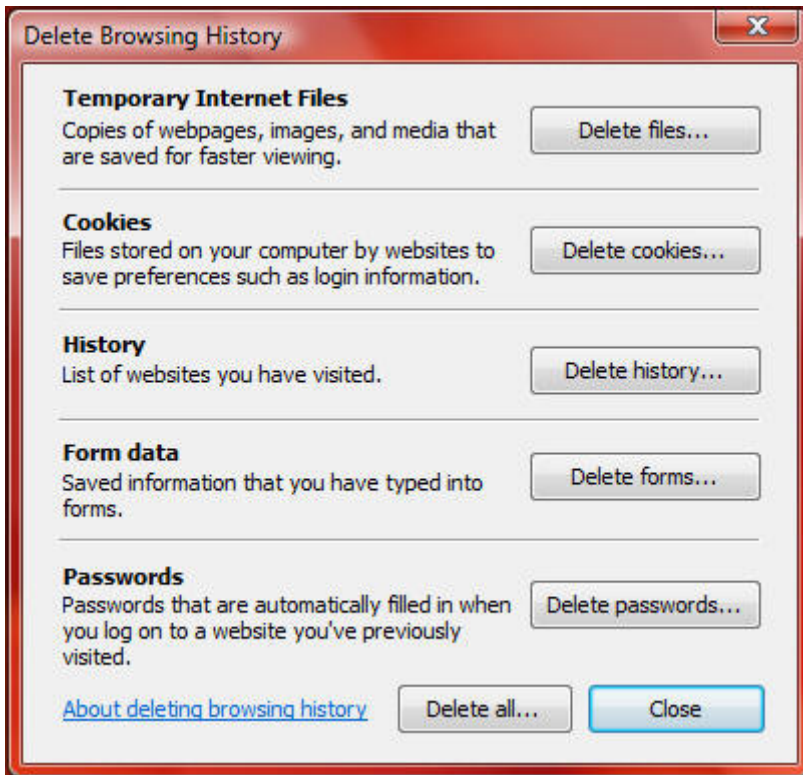 Delete Browsing History
Temporary Internet Files
Copies of webpages, images, and media that
are saved for faster viewing.
Delete files...
Cookies
Files stored on your computer by websites to
save preferences such as login information.
Delete cookies...
History
List of websites you have visited.
Delete history...
Form data
Saved information that you have typed into
forms.
Delete forms...
Passwords
Passwords that are automatically filled in when
you log on to a website you've previously
visited.
Delete passwords...
About deleting browsing history
Delete all...
Close